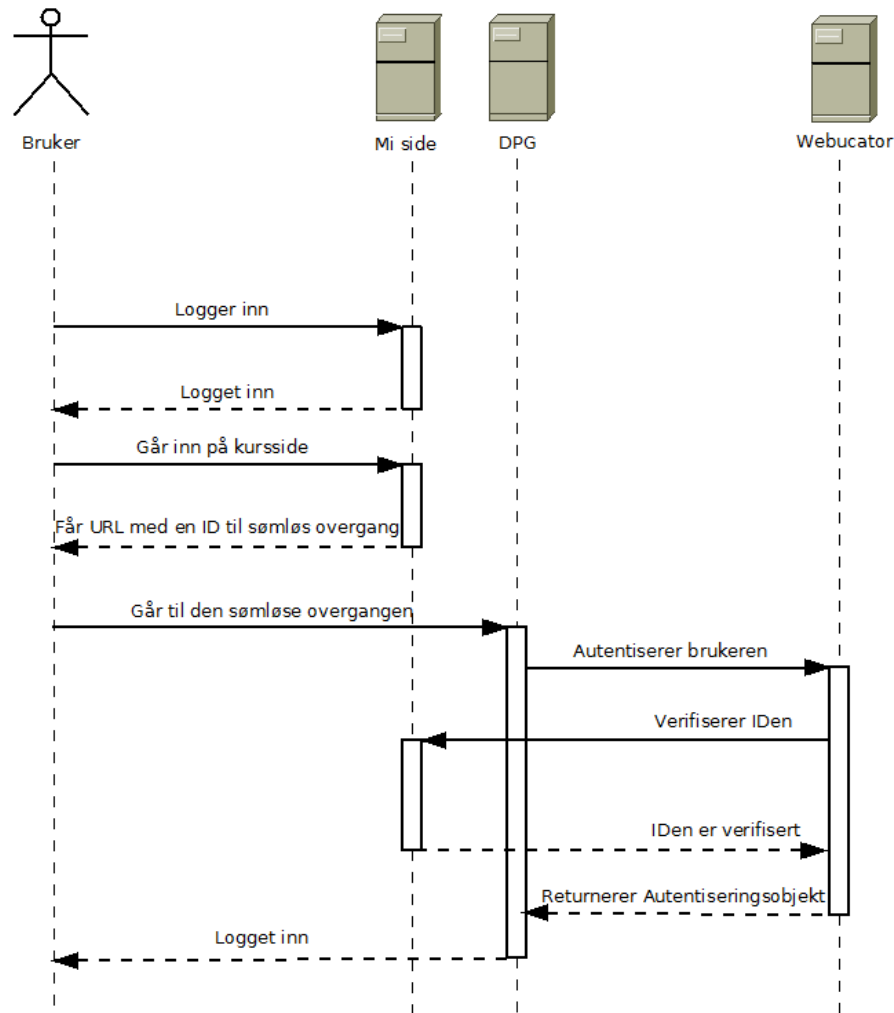 Bruker
Mi side
DPG
Webucator
Logger inn
Logget inn
Går inn på kursside
Får URL med en ID til sømløs overgang
Går til den sømløse overgangen
Autentiserer brukeren
Verifiserer IDen
IDen er verifisert
Returnerer Autentiseringsobjekt
Logget inn